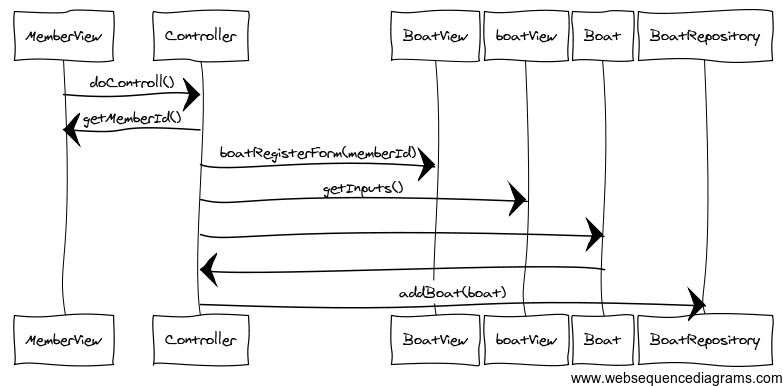 MemberView
Controller
BoatView
boatView
Boat
BoatRepository
doControll()
getMemberId()
boatRegisterForm(memberId)
getInputs()
addBoat(boat)
MemberView
Controller
BoatView
boatView
Boat
BoatRepository
www.websequencediagrams.com